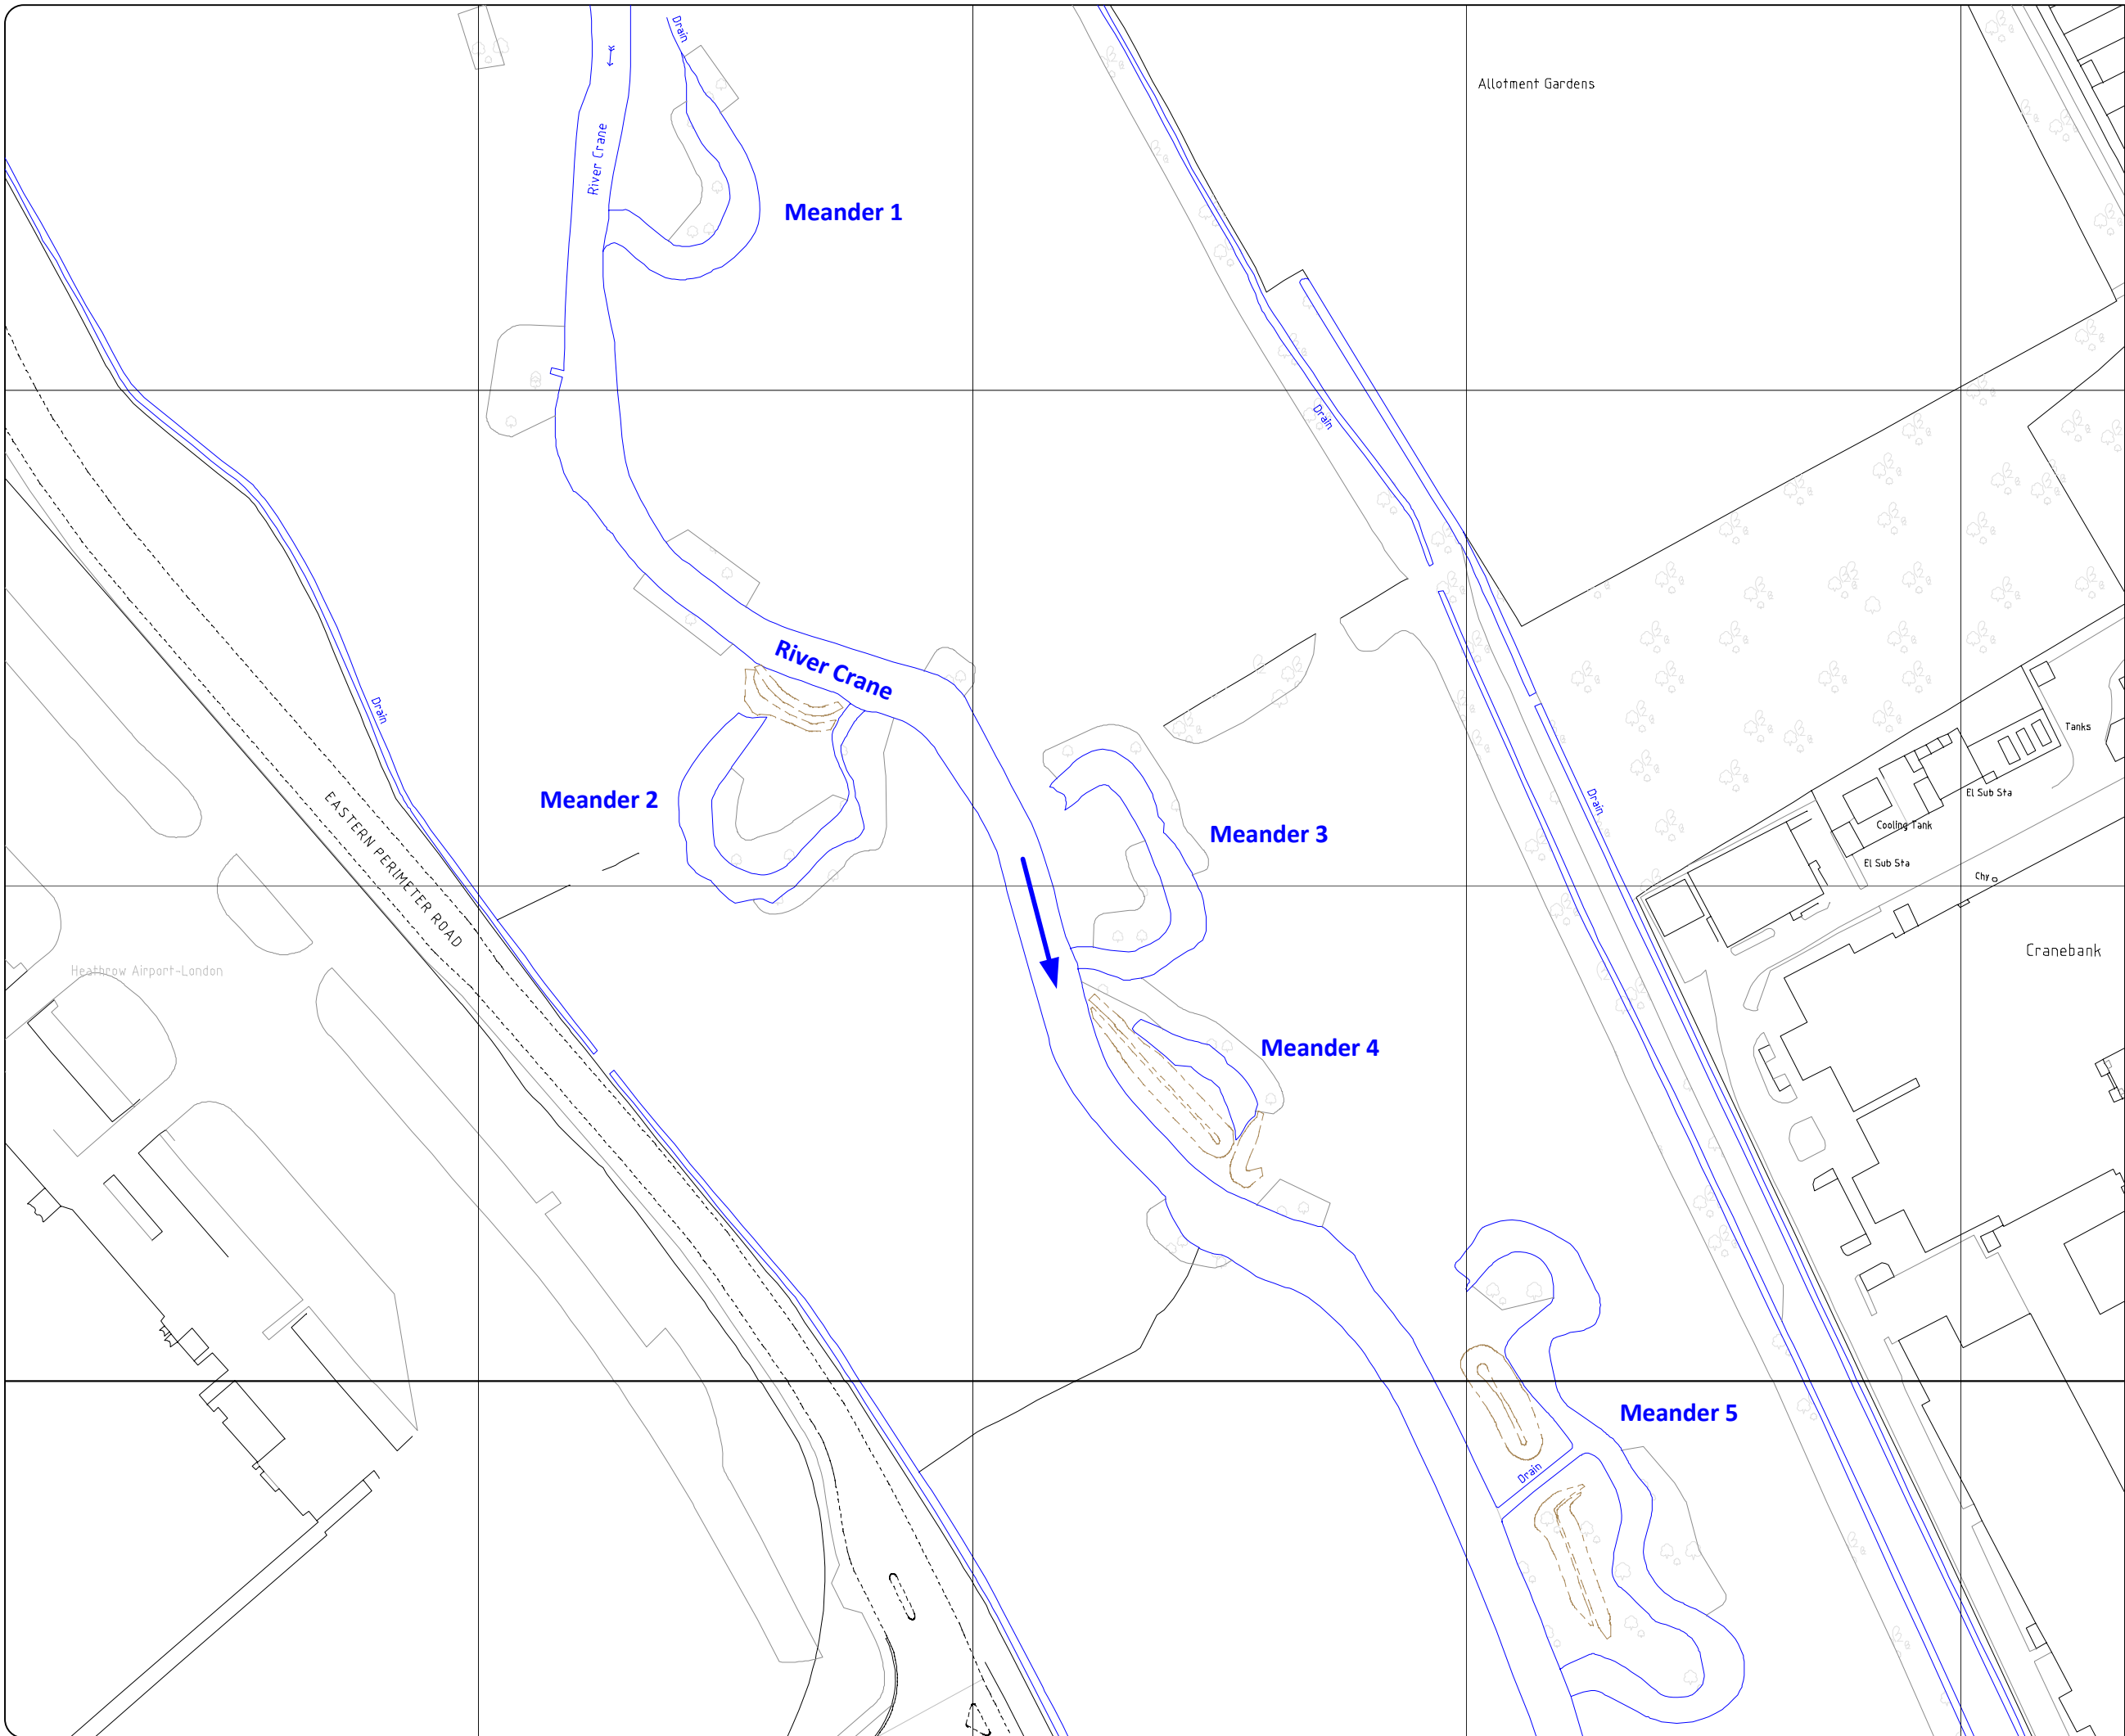 Drain
Allotment Gardens
River Crane
Meander 1
Drain
River Crane
Drain
Tanks
El Sub Sta
Meander 2
Drain
Cooling Tank
Meander 3
EASTERN PERIMETER ROAD
El Sub Sta
Chy
Cranebank
Heathrow Airport-London
Meander 4
Meander 5
Drain